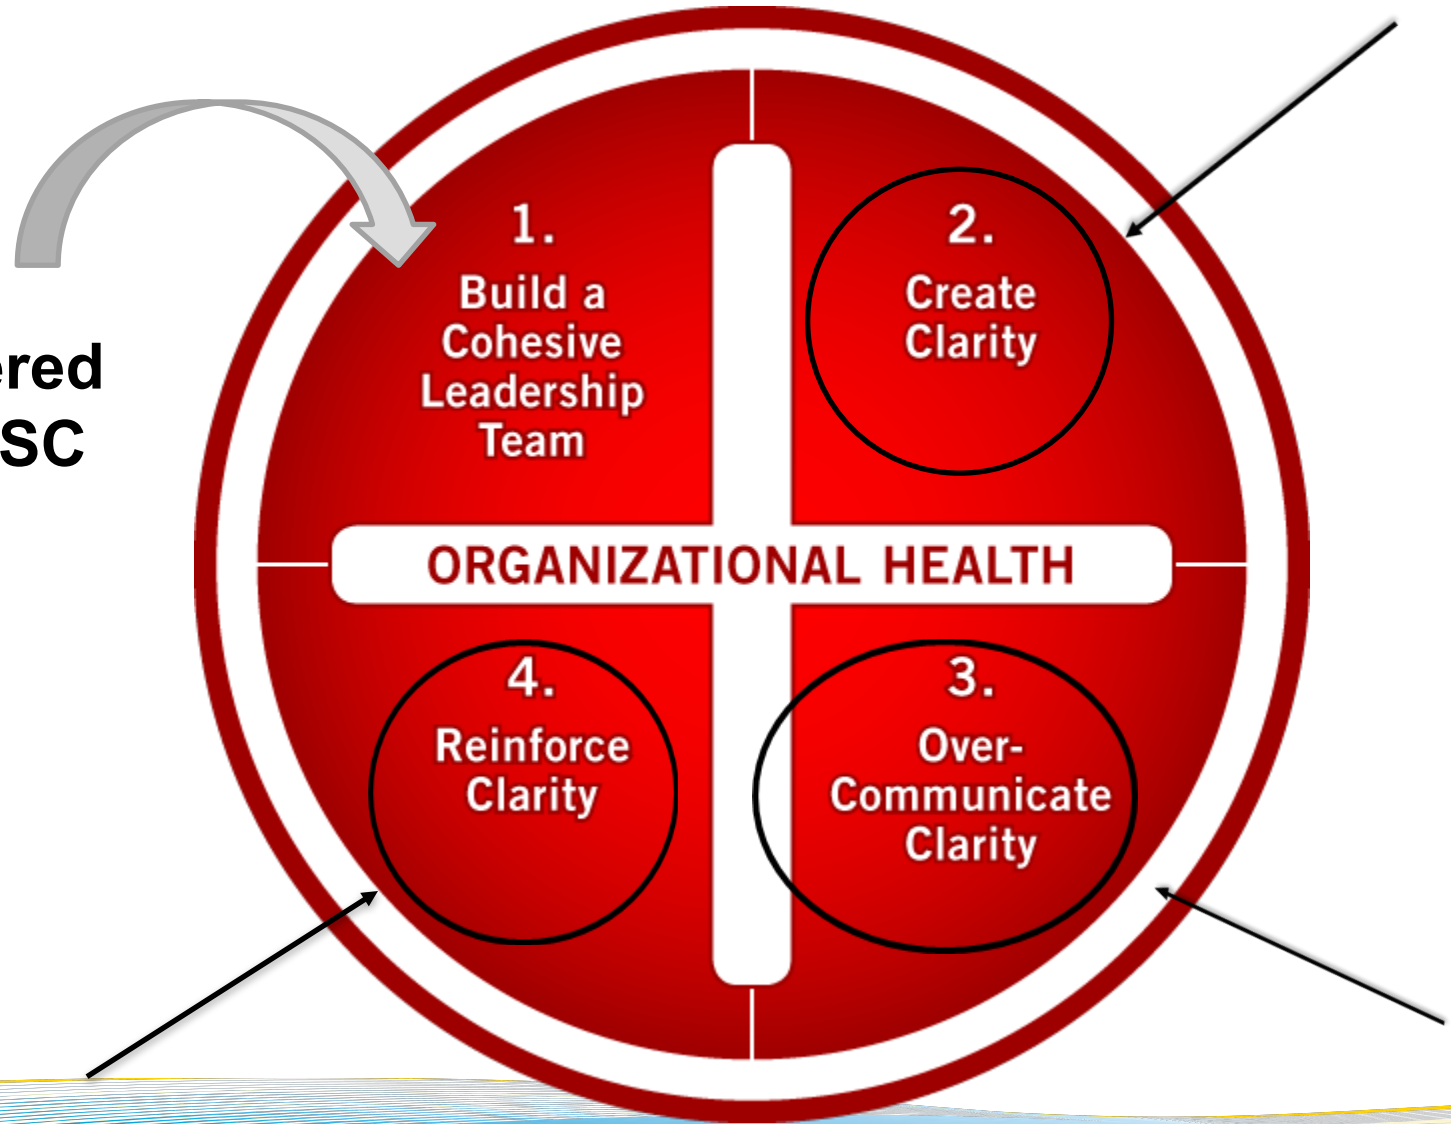 1.
Build a
Cohesive
Leadership
Team
2.
Create
Clarity
ered
SC
ORGANIZATIONAL HEALTH
4.
Reinforce
Clarity
3.
Over-
Communicate
Clarity